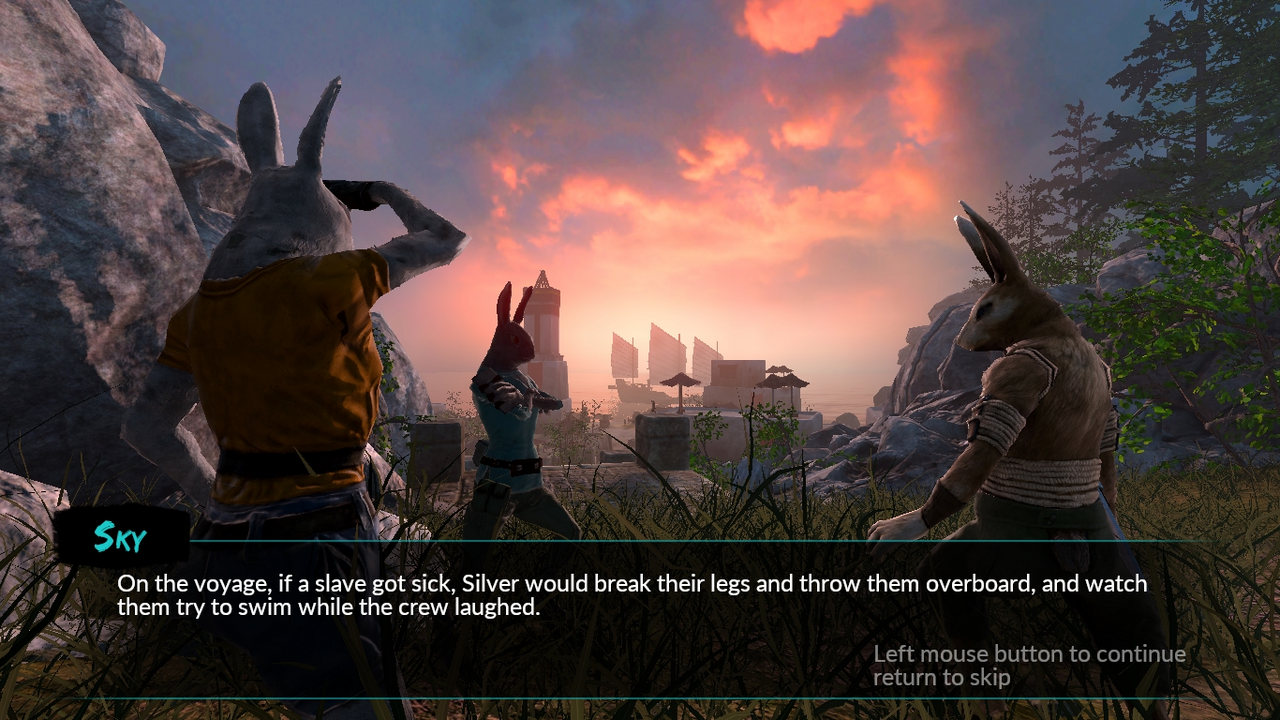 Sky
On the voyage, if a slave got sick, Silver would break their legs and throw them overboard, and watch
them try to swim while the crew laughed.
Left mouse button to continue
return to skip